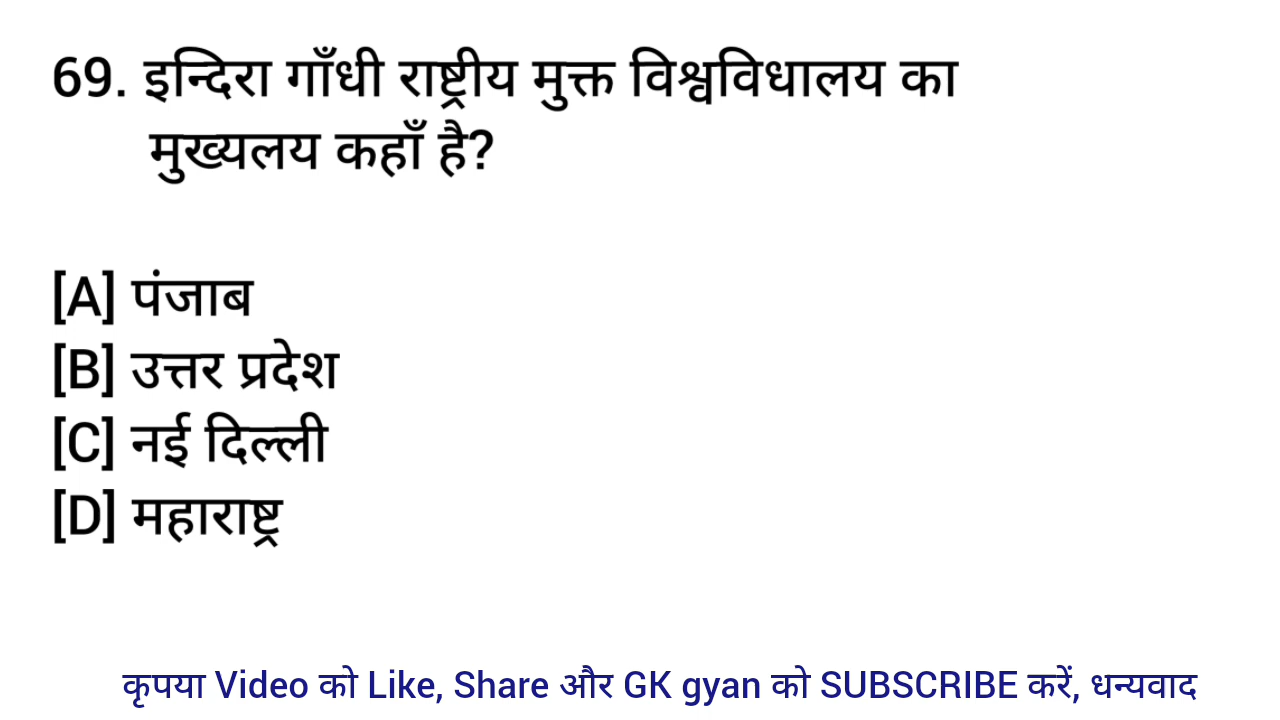 69. इन्दिरा गाँधी राष्ट्रीय मुक्त विश्वविधालय का
मुख्यलय कहाँ है?
[A] पंजाब
[B] उत्तर प्रदेश
[C] नई दिल्ली
[D] महाराष्ट्र
कृपया Video को Like, Share और GK gyan को SUBSCRIBE करें, धन्यवाद